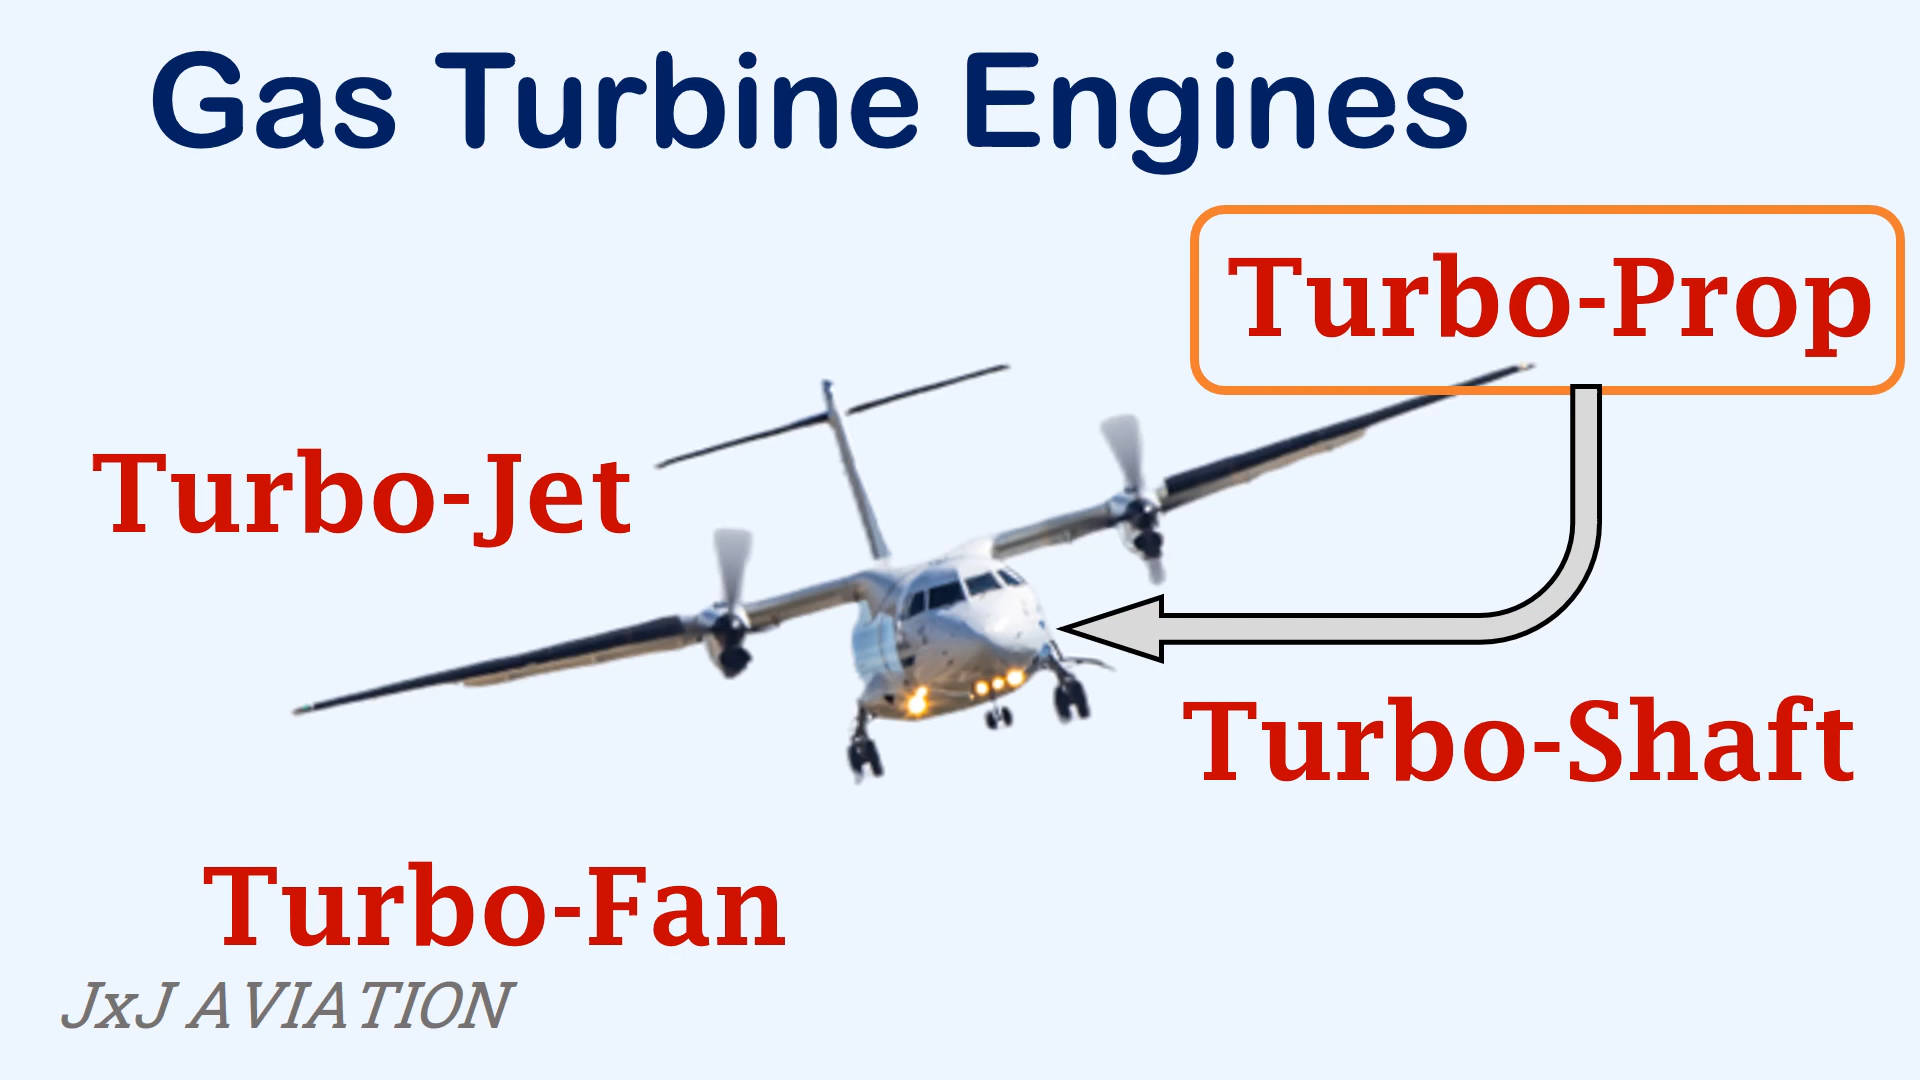 Gas Turbine Engines
Turbo-Prop
Turbo-Jet
Turbo-Shaft
Turbo-Fan
JxJ AVIATION